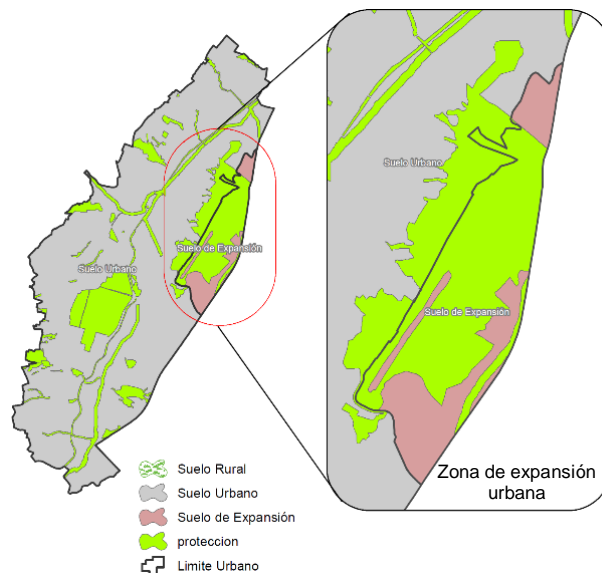 Suelo Urbano
Suelo de Expansión
Suelo Urbano
Suelo de Expansión
Zona de expansión
urbana
Suelo Rural
Suelo Urbano
Suelo de Expansión
proteccion
Limite Urbano